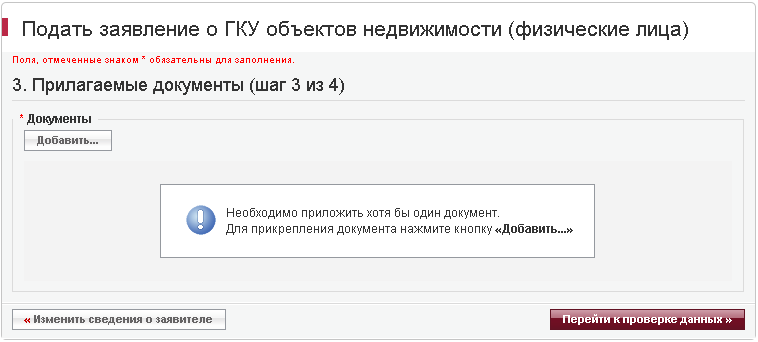 Подать заявление о ГКУ объектов недвижимости (физические лица)
Пола, отмеченные знаком * обязательны для заполнения.
3. Прилагаемые документы (шаг 3 из 4)
* Документы
Добавить...
Необходимо приложить хотя бы один документ.
Для прикрепления документа нажмите кнопку «Добавить...»
« Изменить сведения о заявителе
Перейти к проверке данных »